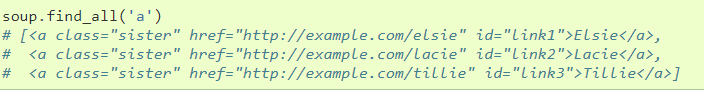 soup.find_all('a')
# [<a class="sister" href="http://example.com/elsie" id="link1">Elsie</a>,
#  <a class="sister" href="http://example.com/lacie" id="link2">Lacie</a>,
#  <a class="sister" href="http://example.com/tillie" id="link3">Tillie</a>]